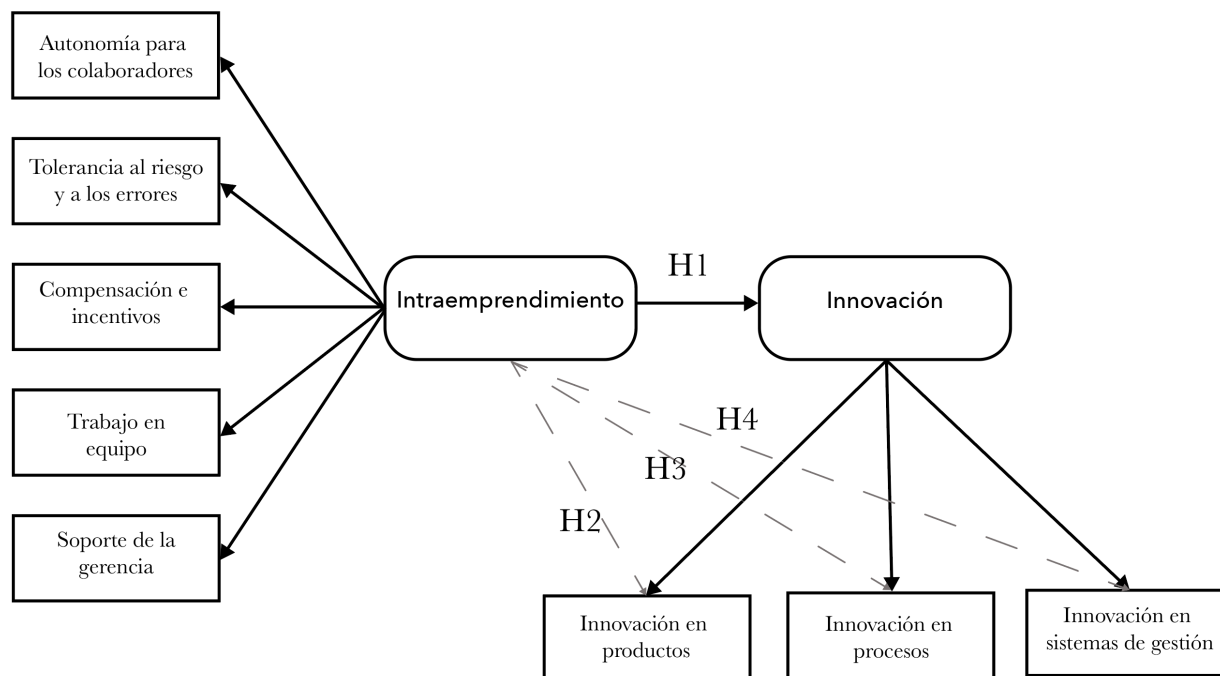 Autonomía para
los colaboradores
Tolerancia al riesgo
y a los errores
Compensación e
incentivos
Trabajo en
equipo
Soporte de la
gerencia
Intraemprendimiento
H1
Innovación
H4
H3
H2
Innovación en
productos
Innovación en
procesos
Innovación en
sistemas de gestión